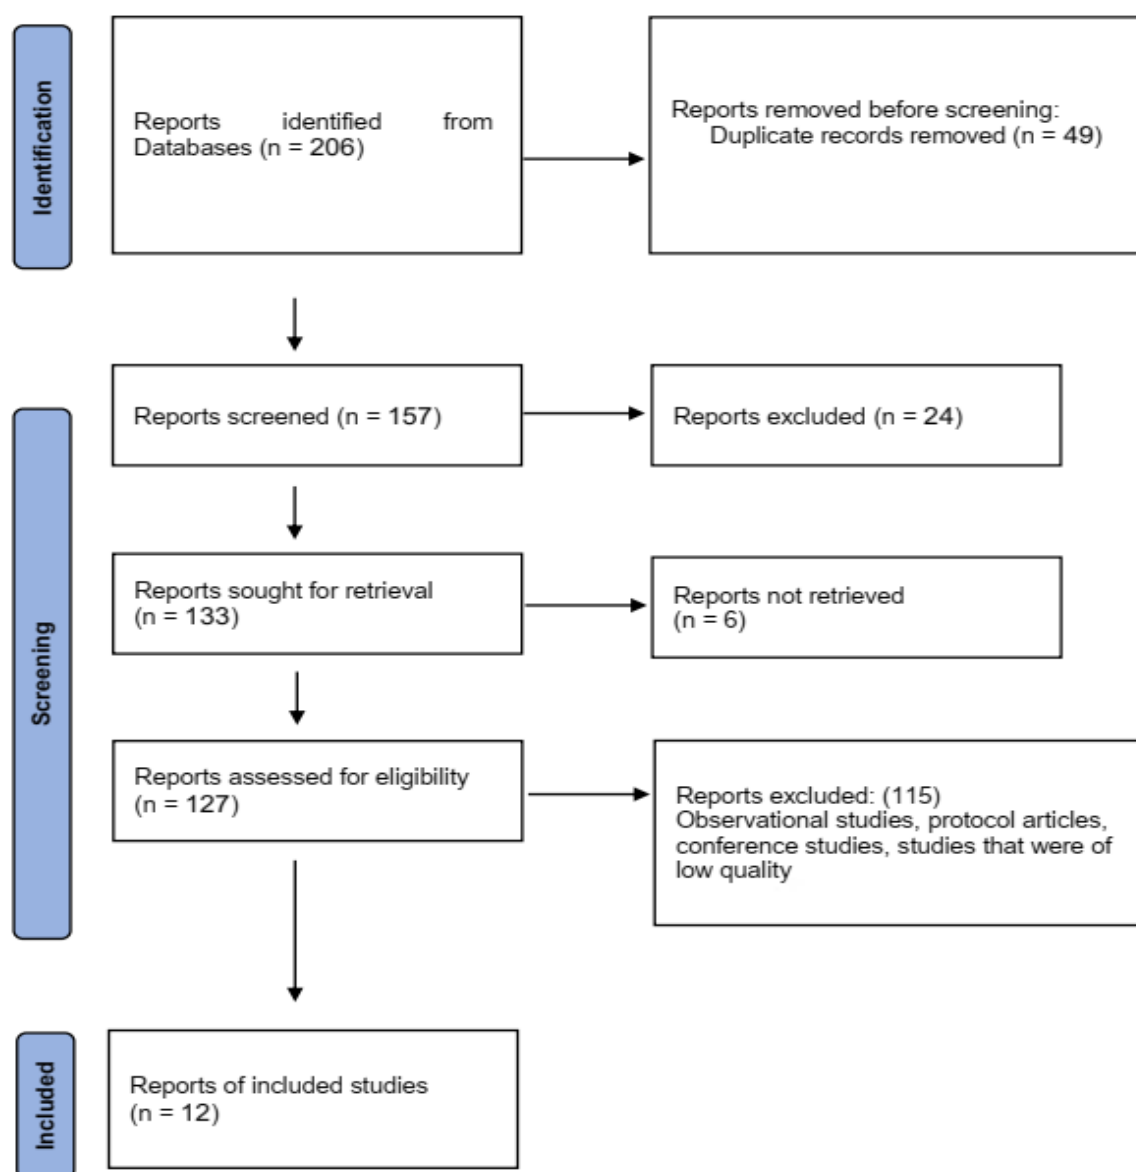 Identification
Reports identified from
Databases (n = 206)
Reports removed before screening:
Duplicate records removed (n = 49)
Screening
Reports screened (n = 157)
Reports excluded (n = 24)
Reports sought for retrieval
(n = 133)
Reports not retrieved
(n = 6)
Reports assessed for eligibility
(n = 127)
Reports excluded: (115)
Observational studies, protocol articles,
conference studies, studies that were of
low quality
Included
Reports of included studies
(n = 12)